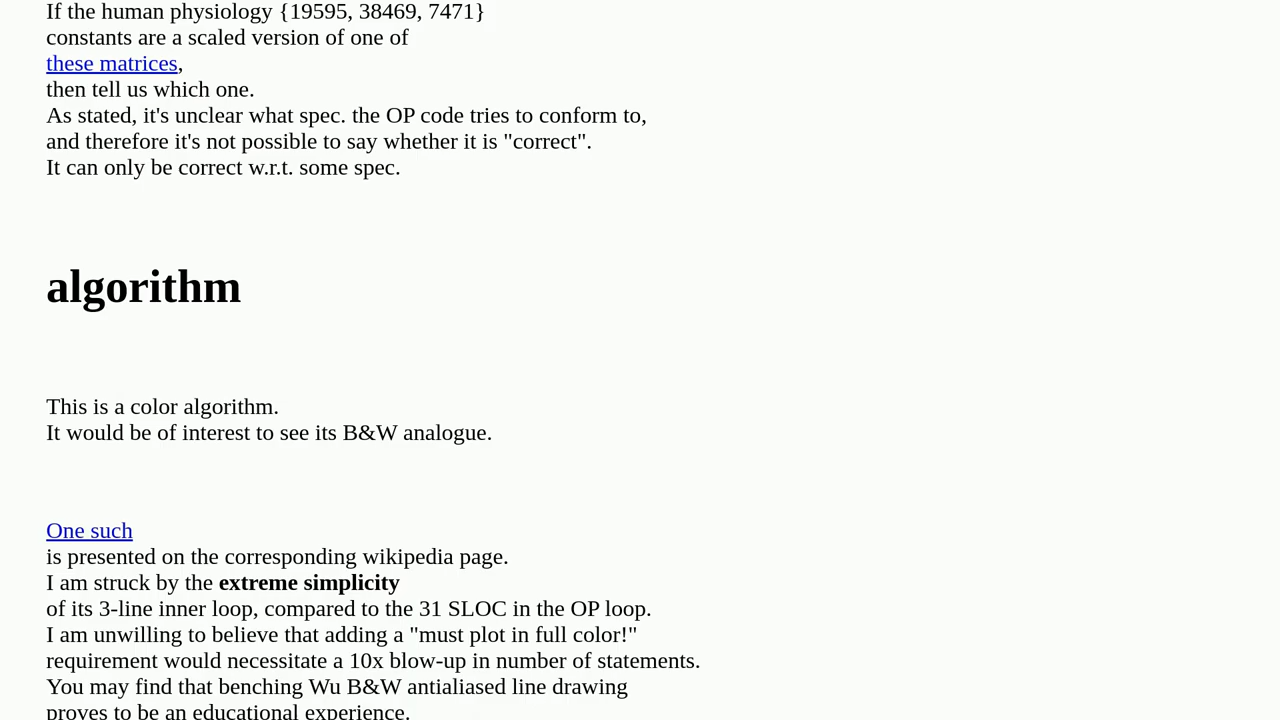 If the human physiology {19595, 38469, 7471}
constants are a scaled version of one of
these matrices,
then tell us which one.
As stated, it's unclear what spec. the OP code tries to conform to,
and therefore it's not possible to say whether it is "correct".
It can only be correct w.r.t. some spec.
algorithm
This is a color algorithm.
It would be of interest to see its B&W analogue.
One such
is presented on the corresponding wikipedia page.
I am struck by the extreme simplicity
of its 3-line inner loop, compared to the 31 SLOC in the OP loop.
I am unwilling to believe that adding a "must plot in full color!"
requirement would necessitate a 10x blow-up in number of statements.
You may find that benching Wu B&W antialiased line drawing
proves to be an educational experience.